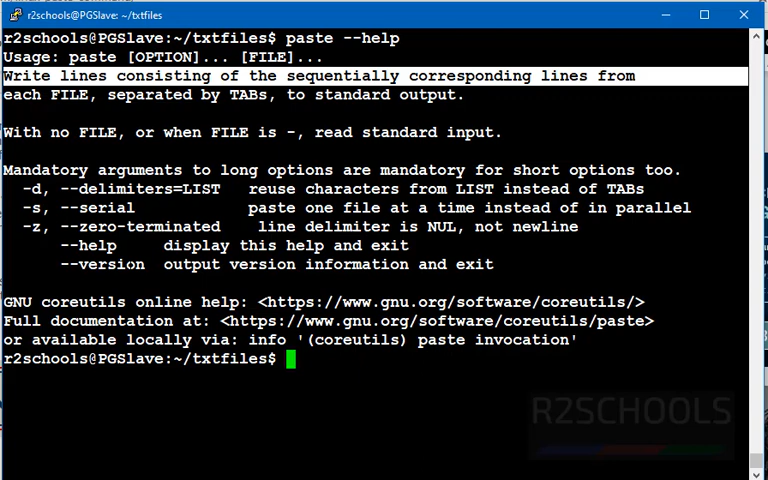 r2schools@PGSlave:~/txtfiles
r2schools@PGSlave:~/txtfiles$ paste --help
Usage: paste [OPTION]... [FILE]...
Write lines consisting of the sequentially corresponding lines from
each FILE, separated by TABs, to standard output.
With no FILE, or when FILE is -, read standard input.
Mandatory arguments to long options are mandatory for short options too.
-d, --delimiters=LIST   reuse characters from LIST instead of TABs
-s, --serial            paste one file at a time instead of in parallel
-z, --zero-terminated    line delimiter is NUL, not newline
--help     display this help and exit
--version  output version information and exit
GNU coreutils online help: <https://www.gnu.org/software/coreutils/>
Full documentation at: <https://www.gnu.org/software/coreutils/paste>
or available locally via: info '(coreutils) paste invocation'
r2schools@PGSlave:~/txtfiles$
R2SCHOOLS